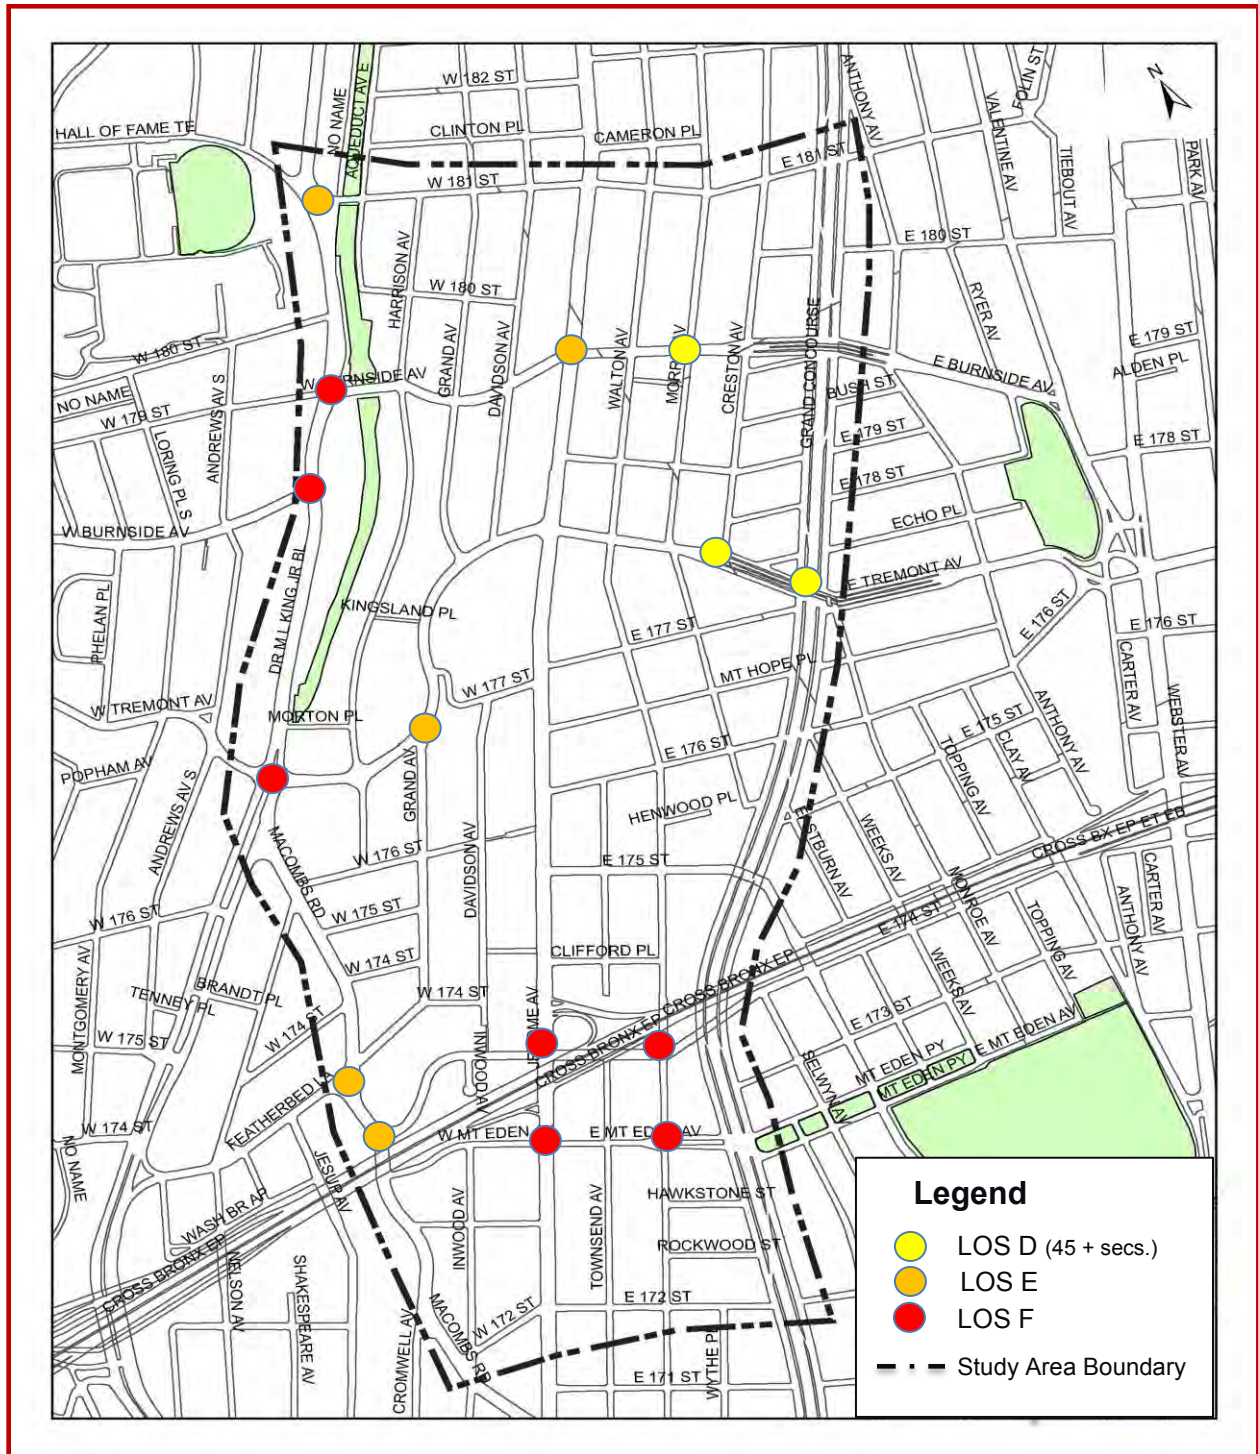 N
W 182 ST
NO NAME
AQUEDUCT AV E
ANTHONY AV
VALENTINE AV
FOLIN ST
HALL OF FAME TE
CLINTON PL
CAMERON PL
E 181 ST
TIEBOUT AV
PARK AV
W 181 ST
E 180 ST
HARRISON AV
W 180 ST
RYER AV
W 180 ST
GRAND AV
DAVIDSON AV
WALTON AV
CRESTON AV
GRAND CONCOURSE
E 179 ST
ALDEN PL
E BURNSIDE AV
BUSH ST
NO NAME
W 179 ST
LORING PL S
ANDREWS AV S
E 179 ST
E 178 ST
E 178 ST
ECHO PL
W BURNSIDE AV
E TREMONT AV
PHELAN PL
DR M L KING JR BL
KINGSLAND PL
E 177 ST
E 176 ST
E 176 ST
MT HOPE PL
W 177 ST
W TREMONT AV
MORTON PL
CARTER AV
WEBSTER AV
ANTHONY AV
E 175 ST
CLAY AV
TOPPING AV
E 176 ST
POPHAM AV
ANDREWS AV S
GRAND AV
HENWOOD PL
WEEKS AV
MACOMBS RD
W 176 ST
DAVIDSON AV
E 175 ST
CROSS BX EP ET EB
MONROE AV
W 176 ST
W 175 ST
E 174 ST
TOPPING AV
ANTHONY AV
CARTER AV
W 174 ST
CLIFFORD PL
CROSS BRONX EP
WEEKS AV
MONTGOMERY AV
TENNEY PL
BRANDT PL
W 174 ST
W 174 ST
E 173 ST
W 175 ST
INWOOD AV
CROSS BRONX EP
MT EDEN PY
E MT EDEN AV
MT EDEN PY
SELWYN AV
FEATHERBED LA
W 174 ST
NO NAME
W MT EDEN
JESUP AV
WASH BR AP
CROSS BRONX EP
NELSON AV
SHAKESPEARE AV
INWOOD AV
TOWNSEND AV
HAWKSTONE ST
ROCKWOOD ST
E 172 ST
W 172 ST
MACOMBS RD
CROMWELL AV
E 171 ST
WYTHE PL
Legend
LOS D (45 + secs.)
LOS E
LOS F
Study Area Boundary